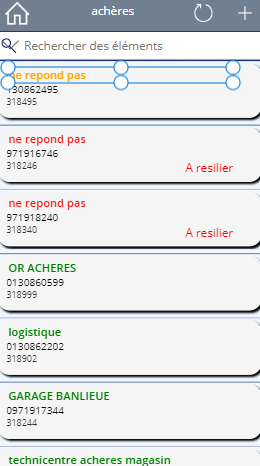 achères
Rechercher des éléments
ne repond pas
130862495
318495
ne repond pas
971916746
318246
A resilier
ne repond pas
971918240
318340
A resilier
OR ACHERES
0130860599
318999
logistique
0130862202
318902
GARAGE BANLIEUE
0971917344
318244
technicentre acheres magasin